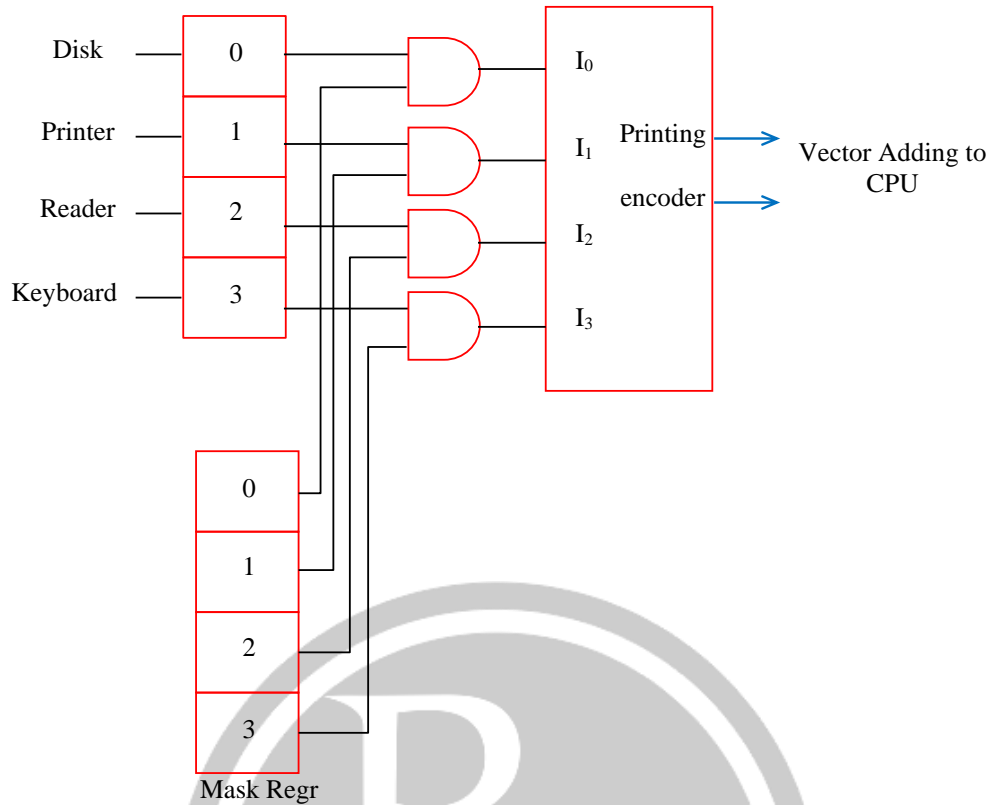 Disk
0
I0
Printer
1
I1
Printing
Vector Adding to
CPU
Reader
2
encoder
I2
Keyboard
3
I3
0
1
2
3
Mask Regr